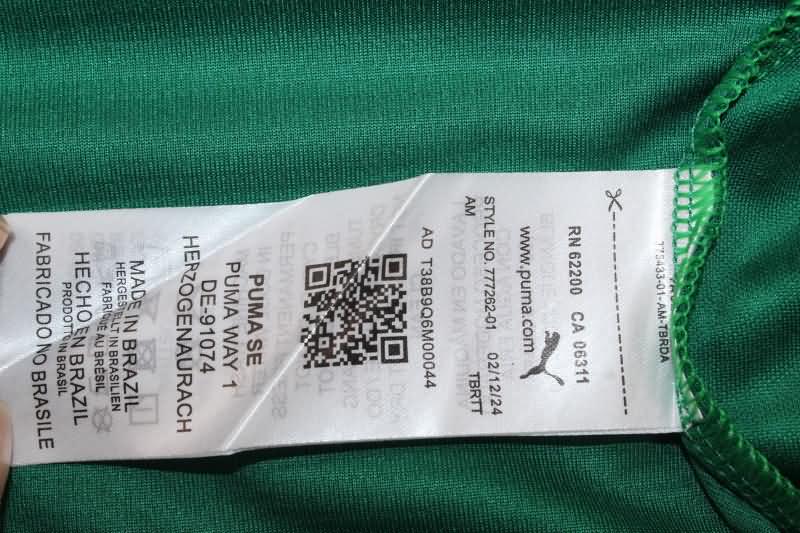 775433-01-AM-TBRDA
RN 62200 CA 06311
www.puma.com
STYLE NO. 777262-01 02/12/24
AM TBRTT
AD T38B9Q6M00044
PUMA SE
PUMA WAY 1
DE-91074
HERZOGENAURACH
MADE IN BRAZIL
HERGESTELLT IN BRASILIEN
FABRIQUÉ AU BRÉSIL
HECHO EN BRAZIL
PRODOTTO IN BRASIL
FABRICADO NO BRASILE